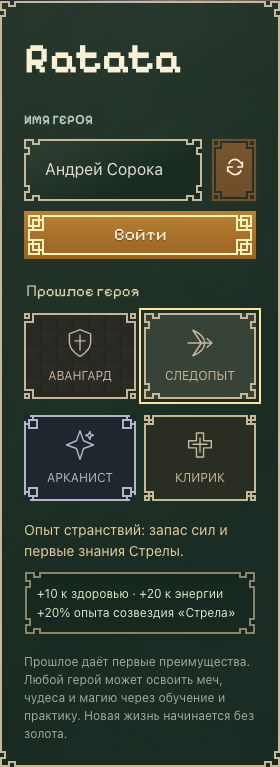 Ratata
ИМЯ ГЕРОЯ
Андрей Сорока
Войти
Прошлое героя
АВАНГАРД
СЛЕДОПЫТ
АРКАНИСТ
КЛИРИК
Опыт странствий: запас сил и
первые знания Стрелы.
+10 к здоровью · +20 к энергии
+20% опыта созвездия «Стрела»
Прошлое даёт первые преимущества.
Любой герой может освоить меч,
чудеса и магию через обучение и
практику. Новая жизнь начинается без
золота.